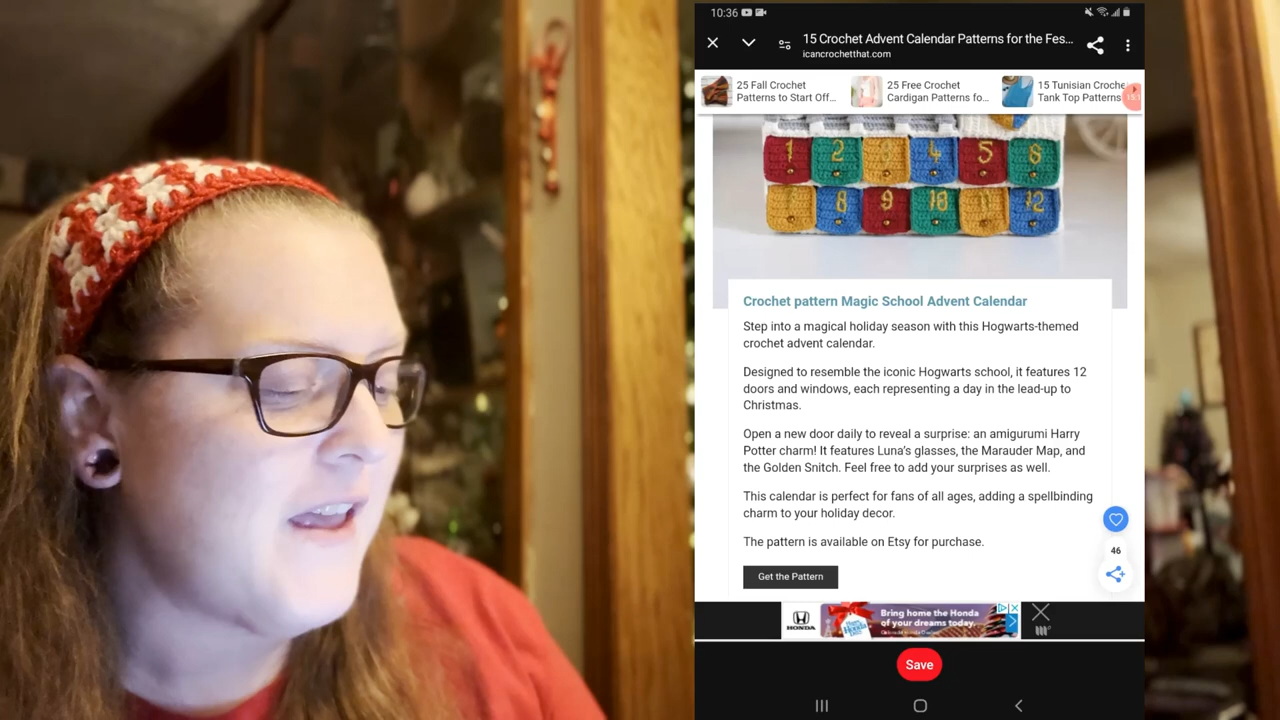 10:36
15 Crochet Advent Calendar Patterns for the Fes...
icancrochetthat.com
25 Fall Crochet
Patterns to Start Off...
25 Free Crochet
Cardigan Patterns fo...
15 Tunisian Croche
Tank Top Patterns
1 2 3 4 5 6
8 9 10 11 12
Crochet pattern Magic School Advent Calendar
Step into a magical holiday season with this Hogwarts-themed
crochet advent calendar.
Designed to resemble the iconic Hogwarts school, it features 12
doors and windows, each representing a day in the lead-up to
Christmas.
Open a new door daily to reveal a surprise: an amigurumi Harry
Potter charm! It features Luna's glasses, the Marauder Map, and
the Golden Snitch. Feel free to add your surprises as well.
This calendar is perfect for fans of all ages, adding a spellbinding
charm to your holiday decor.
The pattern is available on Etsy for purchase.
46
Get the Pattern
HONDA
Bring home the Honda
of your dreams today.
Save